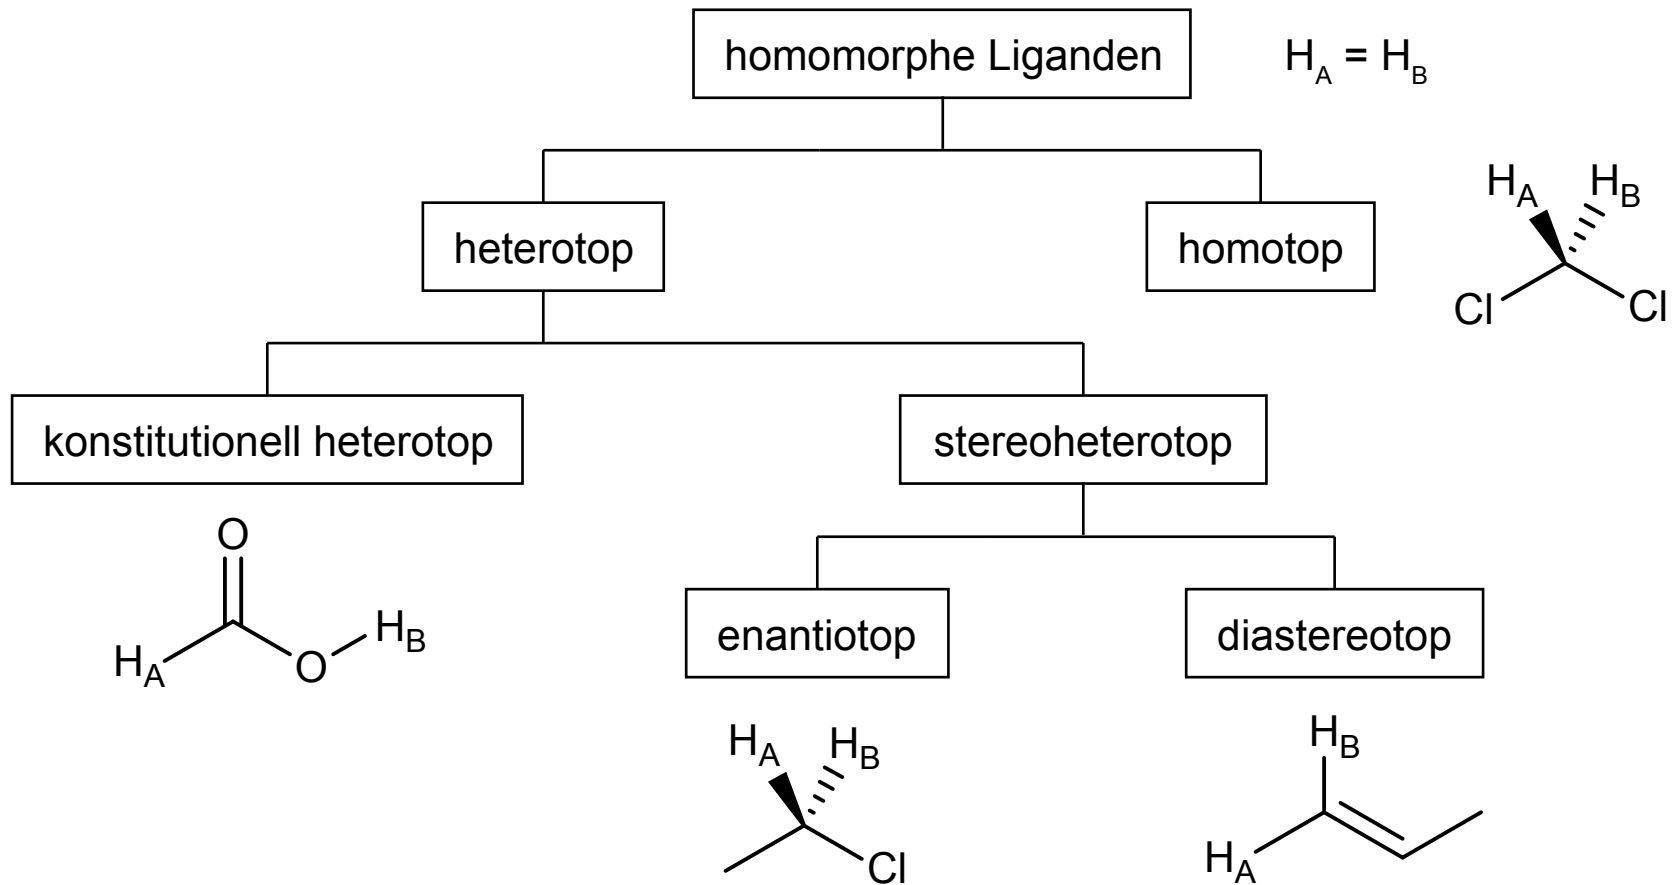 homomorphe Liganden
H_A = H_B
heterotop
homotop
H_A H_B
Cl Cl
konstitutionell heterotop
stereoheterotop
O
H_A O H_B
enantiotop
diastereotop
H_A H_B
Cl
H_B
H_A